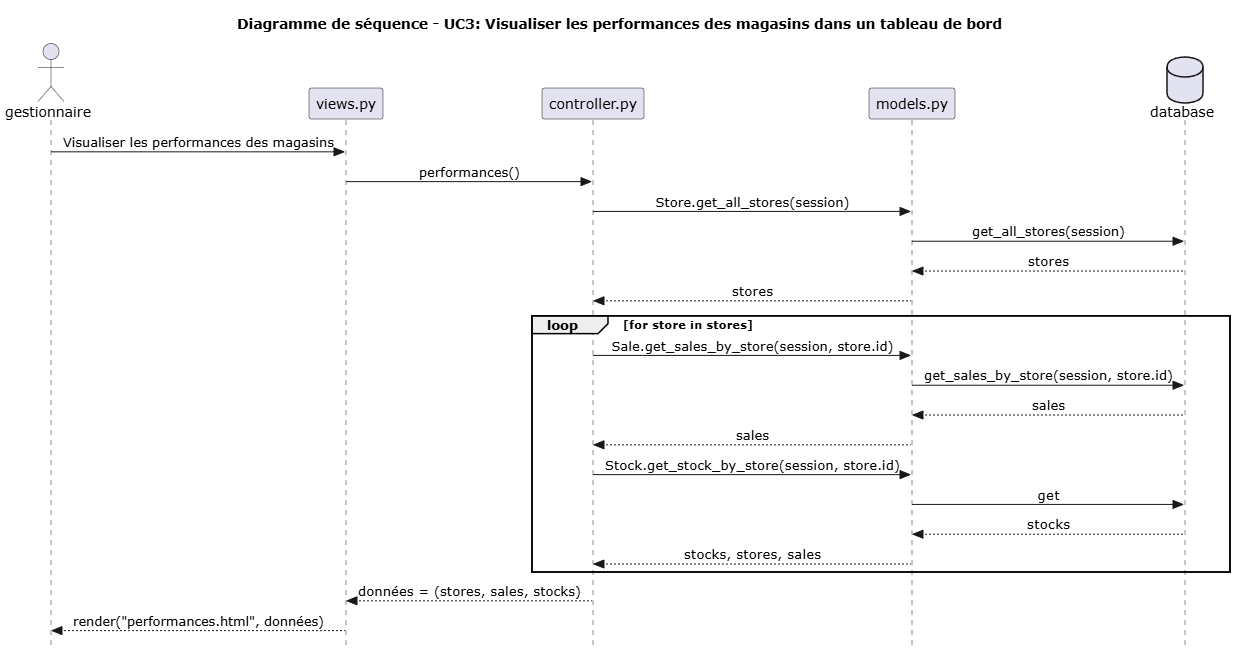 Diagramme de séquence - UC3: Visualiser les performances des magasins dans un tableau de bord
gestionnaire
views.py
controller.py
models.py
database
Visualiser les performances des magasins
performances()
Store.get_all_stores(session)
get_all_stores(session)
stores
stores
loop [for store in stores]
Sale.get_sales_by_store(session, store.id)
get_sales_by_store(session, store.id)
sales
sales
Stock.get_stock_by_store(session, store.id)
get
stocks
stocks, stores, sales
données = (stores, sales, stocks)
render("performances.html", données)